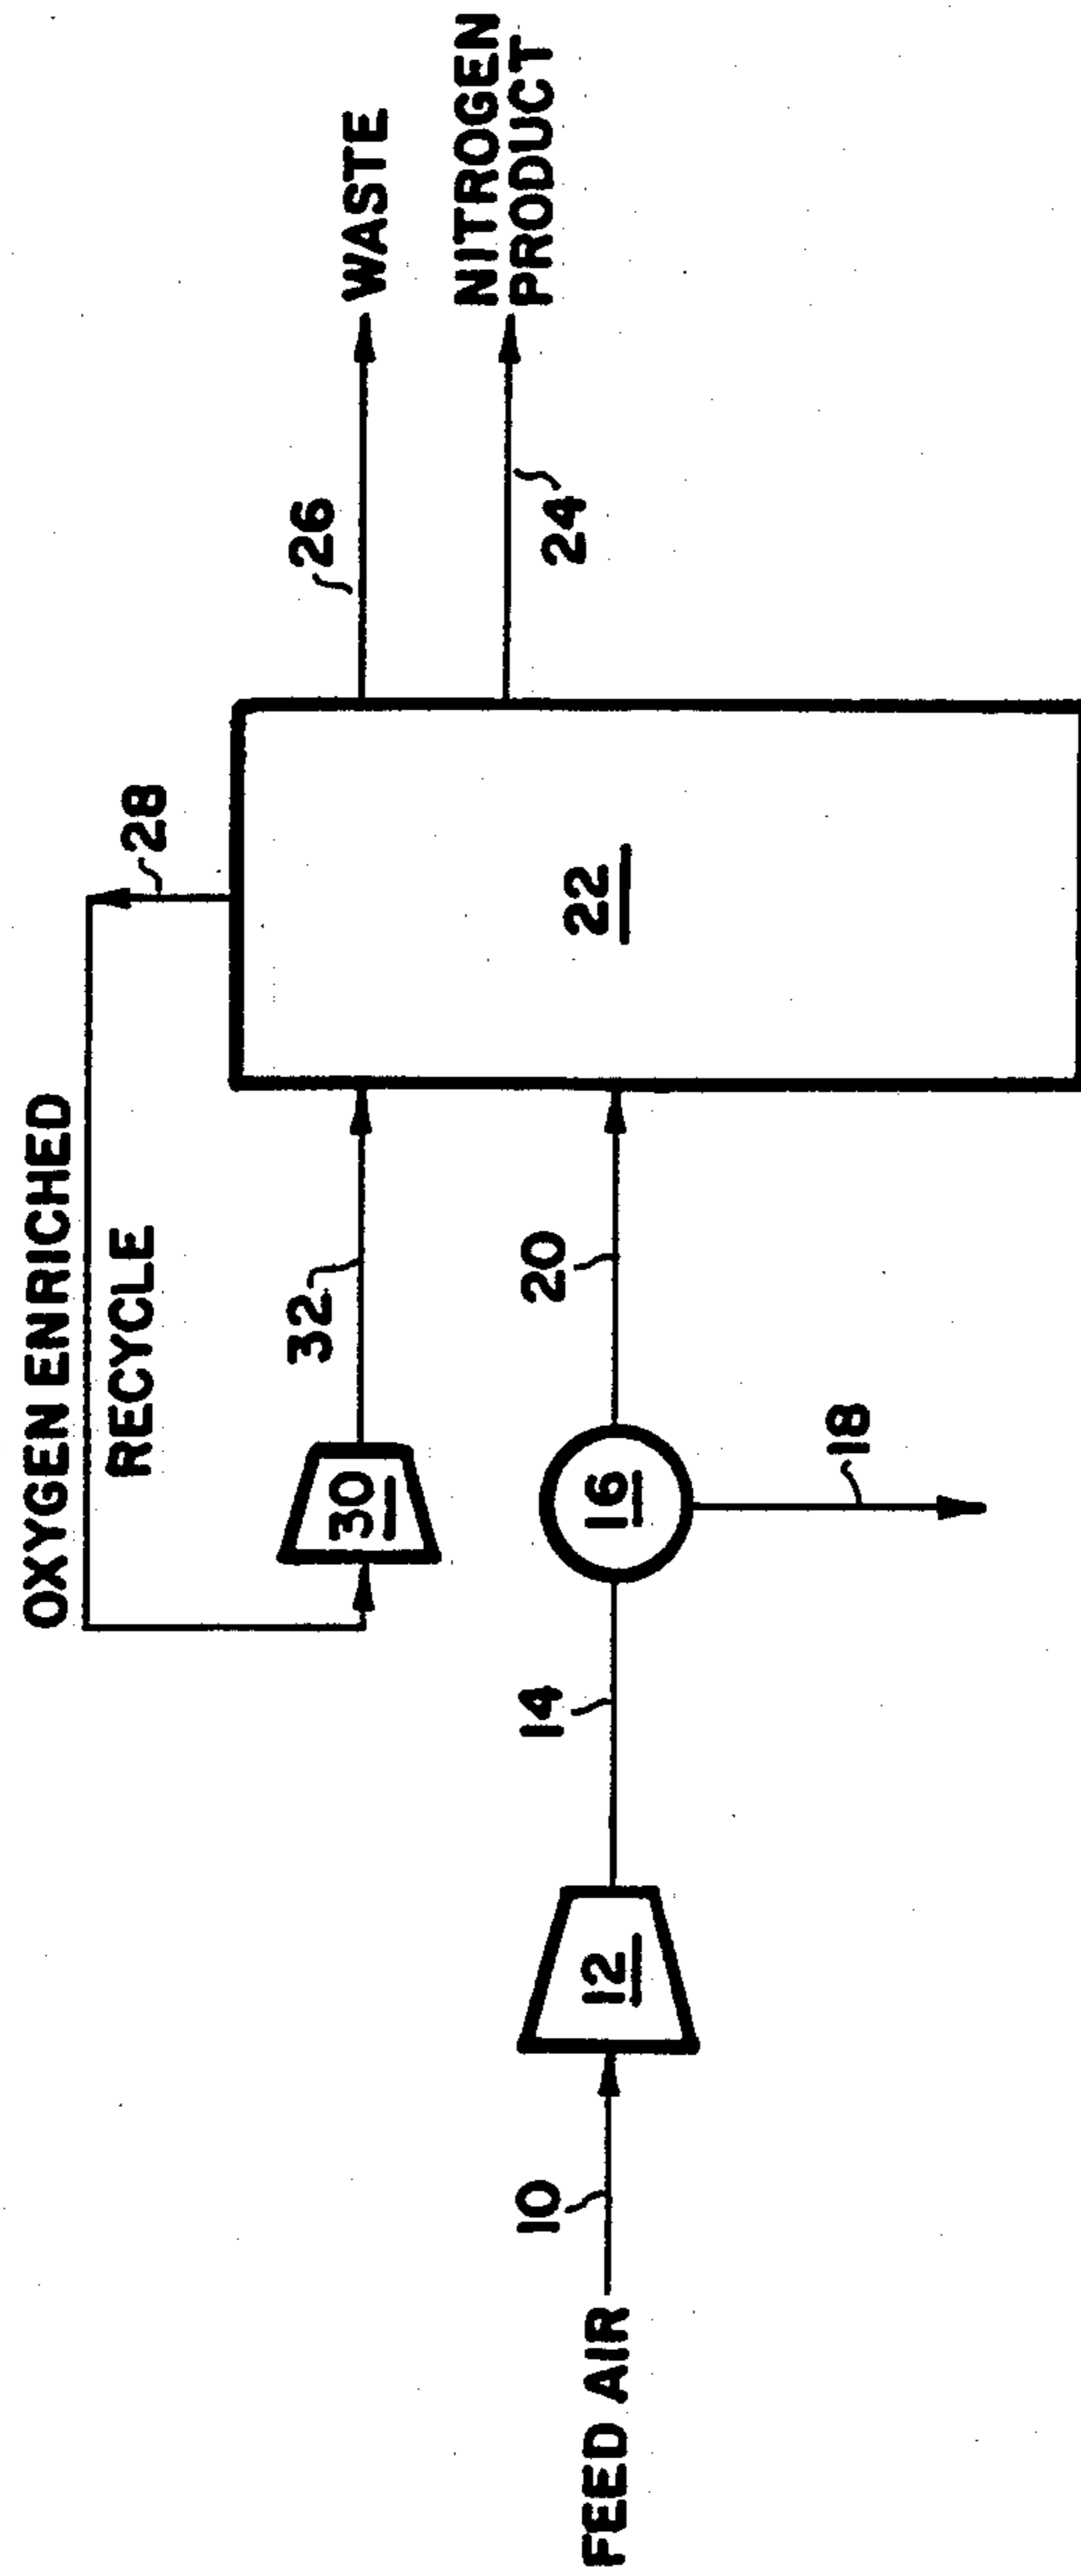 OXYGEN ENRICHED
RECYCLE
28
26
WASTE
32
30
NITROGEN
PRODUCT
24
22
20
16
14
12
10
FEED AIR
18